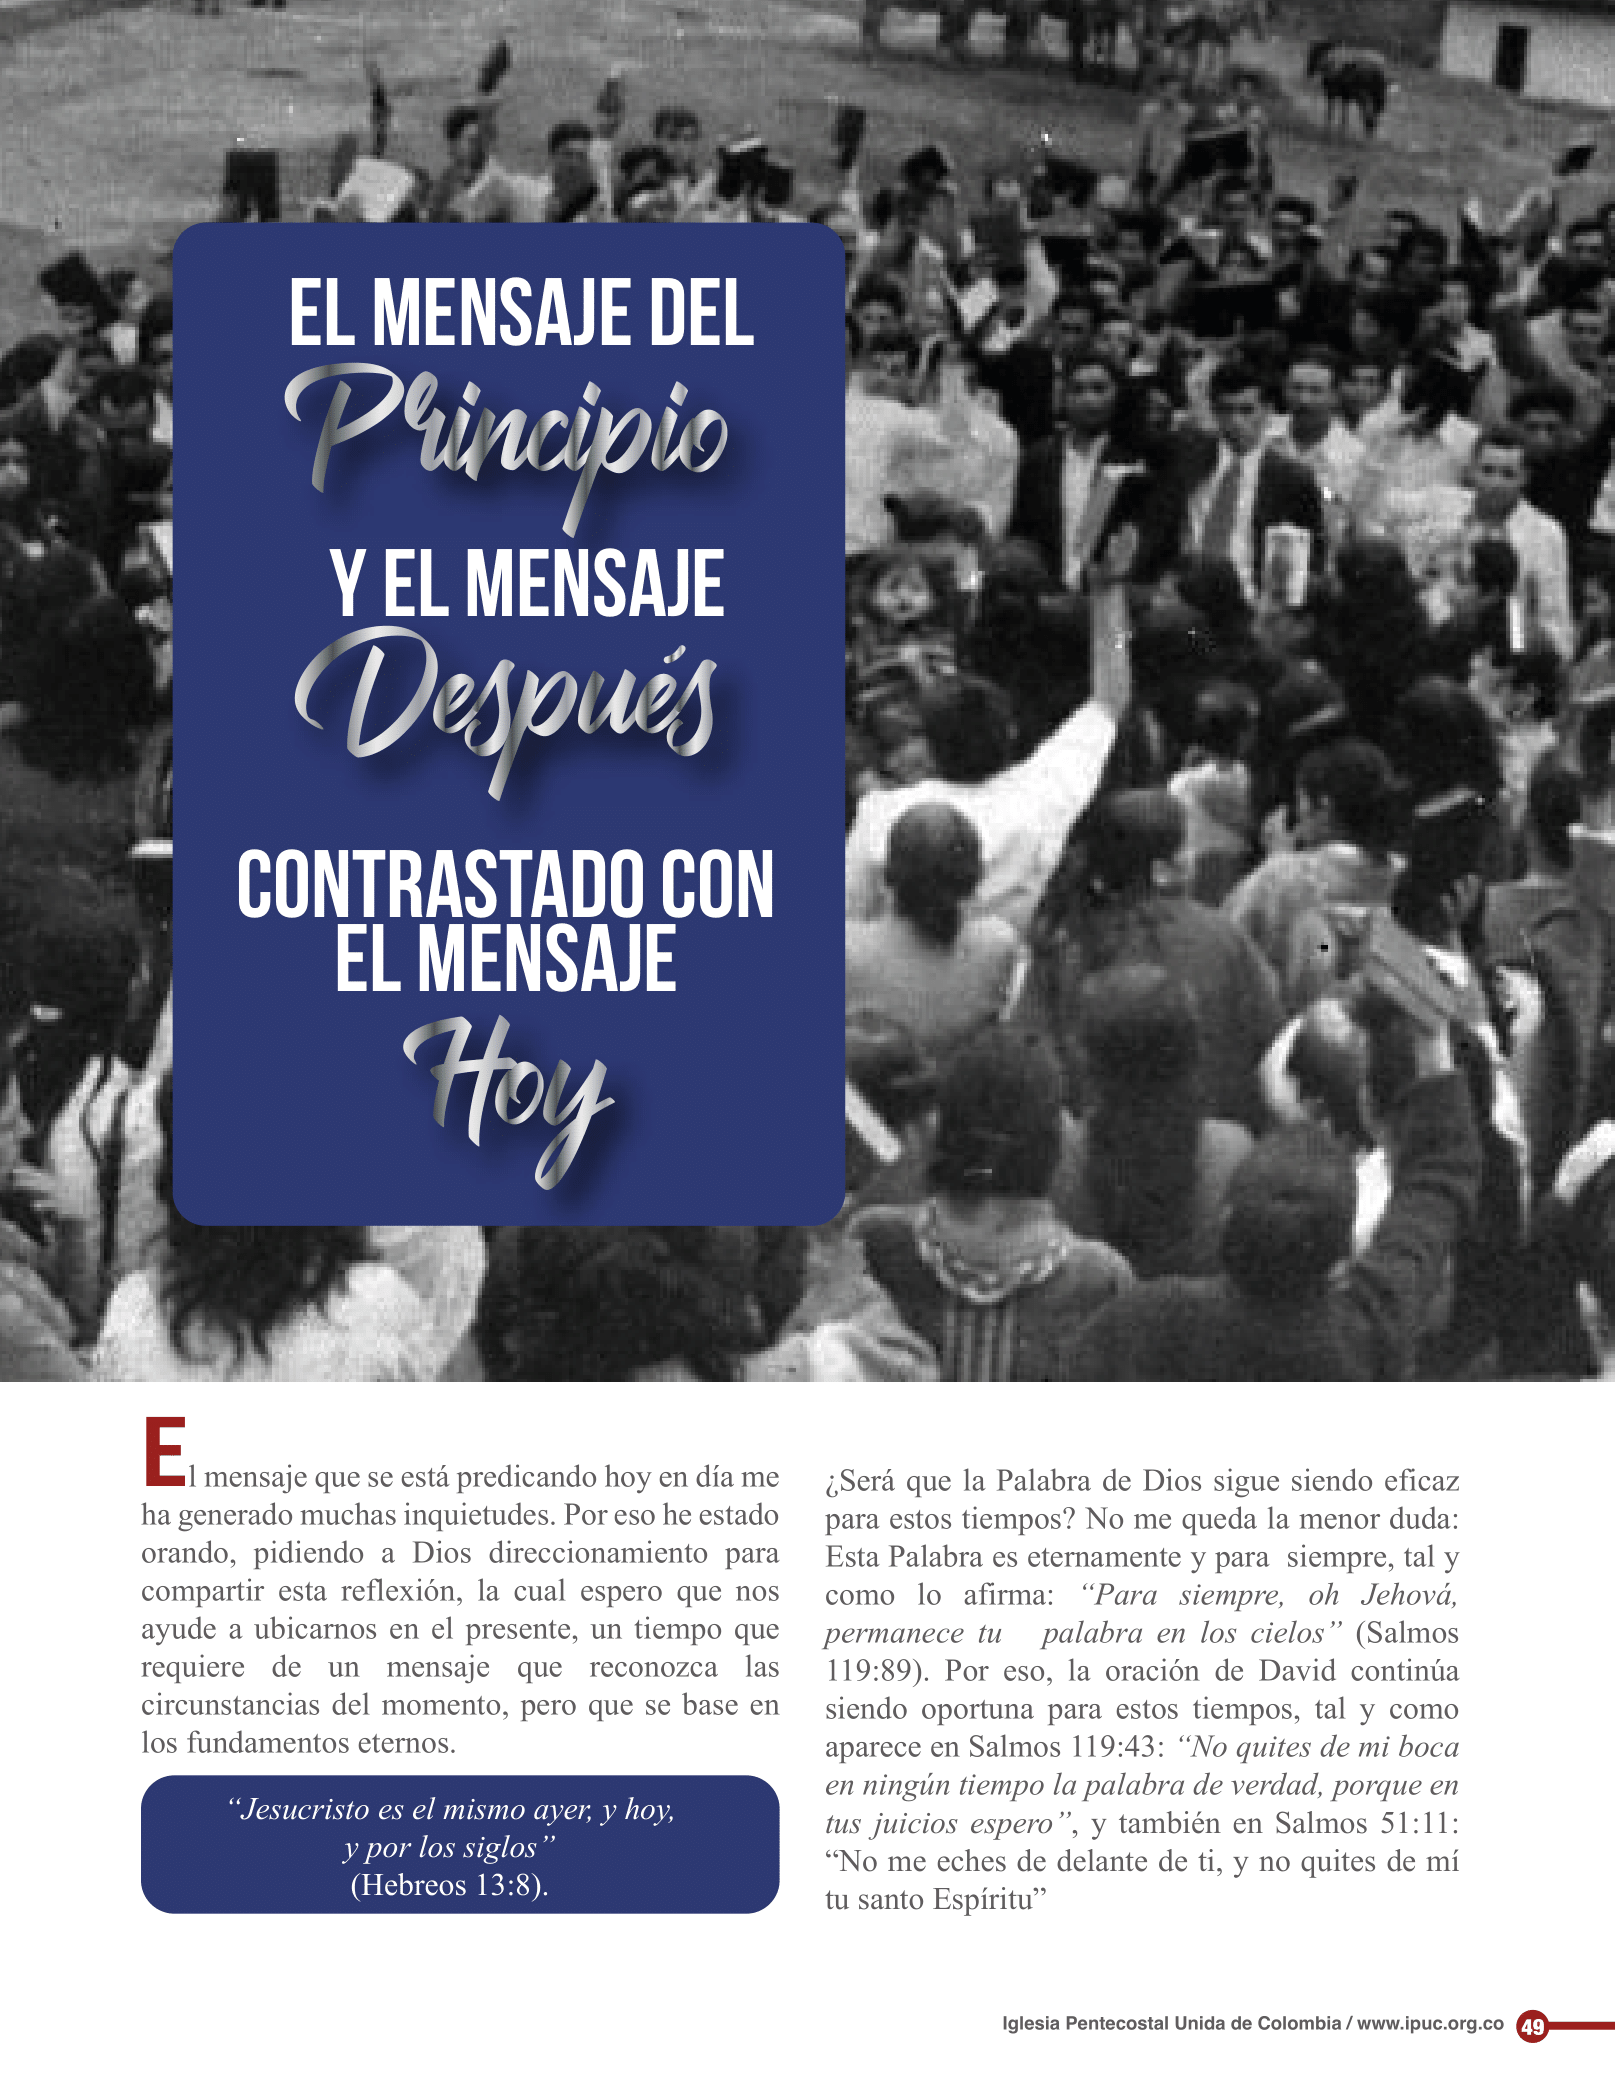 EL MENSAJE DEL
Principio
Y EL MENSAJE
Después
CONTRASTADO CON
EL MENSAJE
Hoy
El mensaje que se está predicando hoy en día me
ha generado muchas inquietudes. Por eso he estado
orando, pidiendo a Dios direccionamiento para
compartir esta reflexión, la cual espero que nos
ayude a ubicarnos en el presente, un tiempo que
requiere de un mensaje que reconozca las
circunstancias del momento, pero que se base en
los fundamentos eternos.
“Jesucristo es el mismo ayer, y hoy,
y por los siglos”
(Hebreos 13:8).
¿Será que la Palabra de Dios sigue siendo eficaz
para estos tiempos? No me queda la menor duda:
Esta Palabra es eternamente y para siempre, tal y
como lo afirma: “Para siempre, oh Jehová,
permanece tu palabra en los cielos” (Salmos
119:89). Por eso, la oración de David continúa
siendo oportuna para estos tiempos, tal y como
aparece en Salmos 119:43: “No quites de mi boca
en ningún tiempo la palabra de verdad, porque en
tus juicios espero”, y también en Salmos 51:11:
“No me eches de delante de ti, y no quites de mí
tu santo Espíritu”
Iglesia Pentecostal Unida de Colombia / www.ipuc.org.co 49